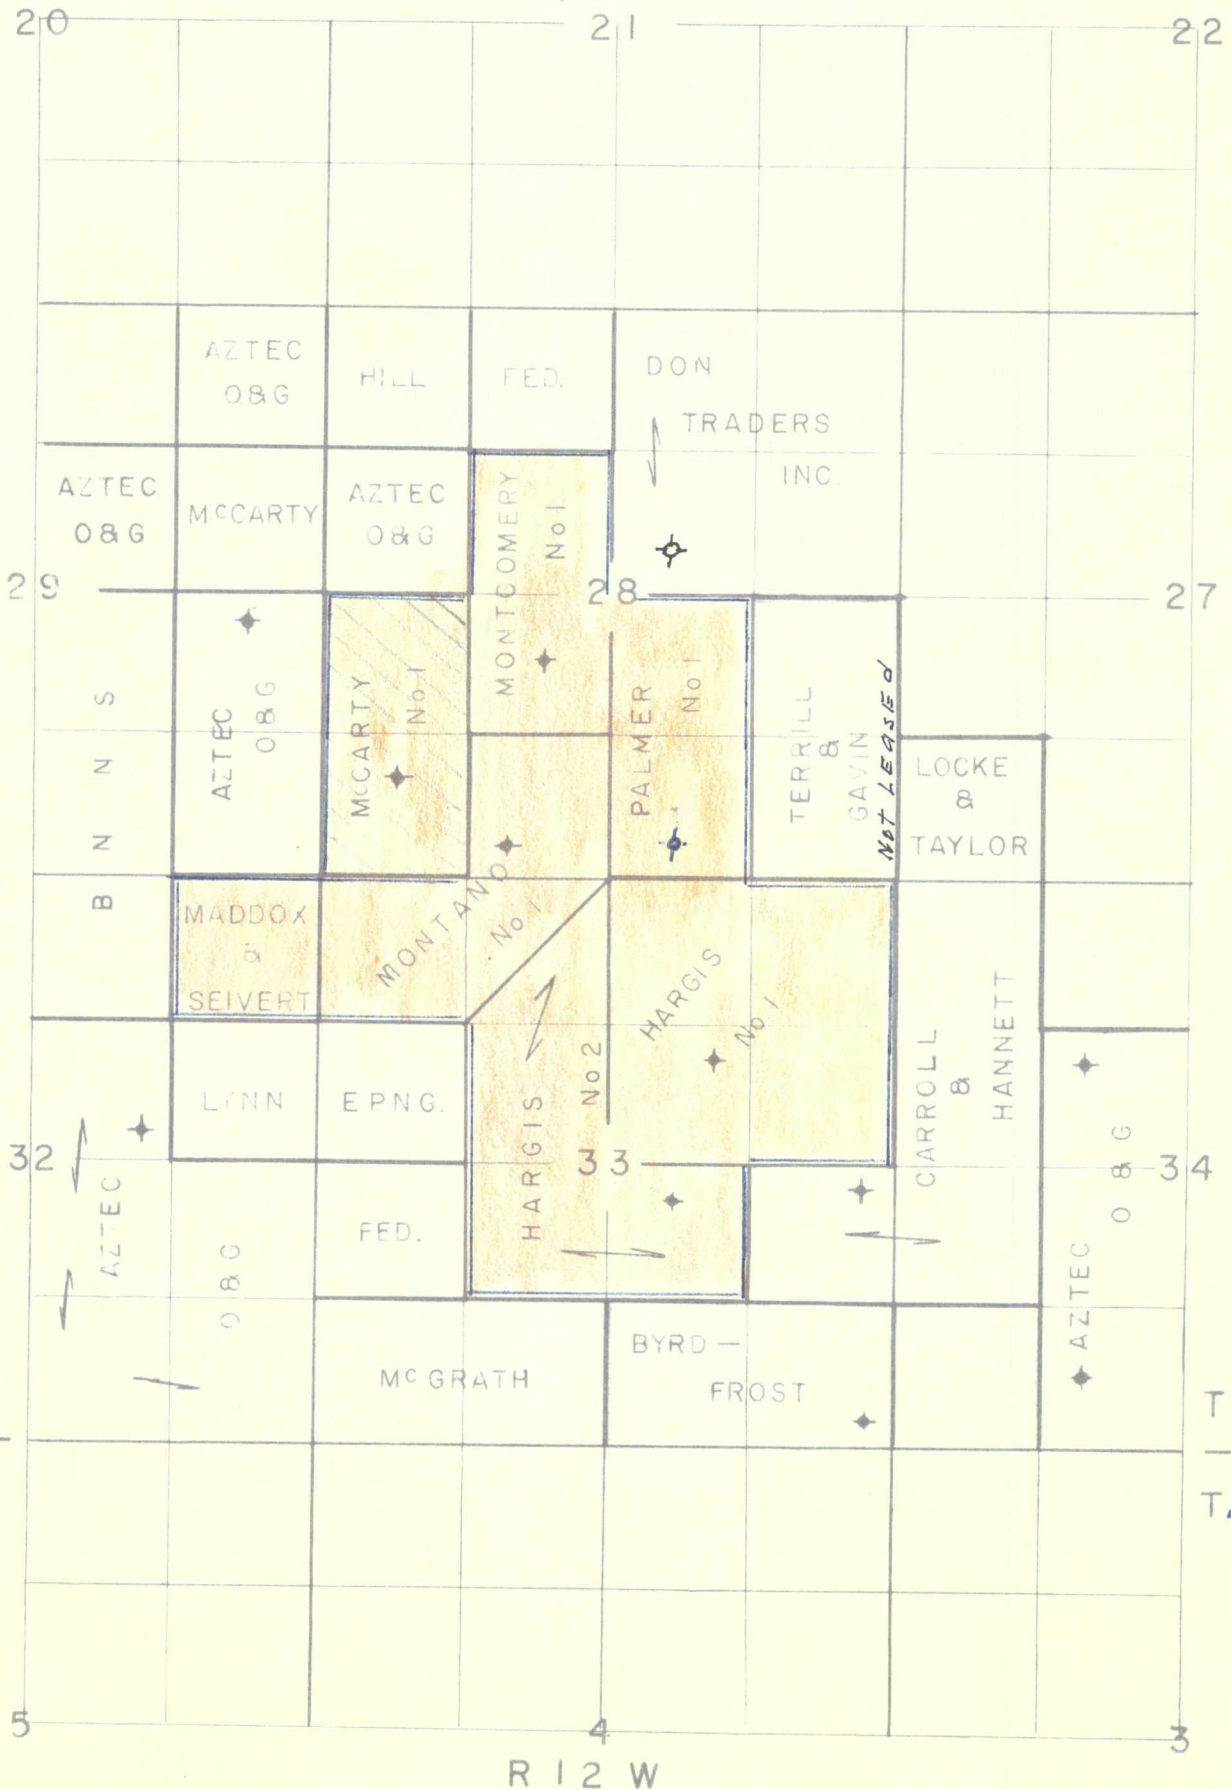 20
21
22
AZTEC
O&G
HILL
FED.
DON
TRADERS
INC.
AZTEC
O&G
McCARTY
AZTEC
O&G
MONTGOMERY
No 1
29
28
27
BNNS
AZTEC
O&G
McCARTY
No 1
PALMER
No 1
TERRILL
&
GAVIN
Not LEASEd
LOCKE
&
TAYLOR
MADDOX
&
SEIVERT
MONTANO
No 1
HARGIS
No 1
CARROLL
&
HANNETT
LYNN
EPNG.
HARGIS
No 2
32
33
34
AZTEC
O&G
FED.
AZTEC
O&G
McGRATH
BYRD —
FROST
T
T
5
4
3
R 12 W